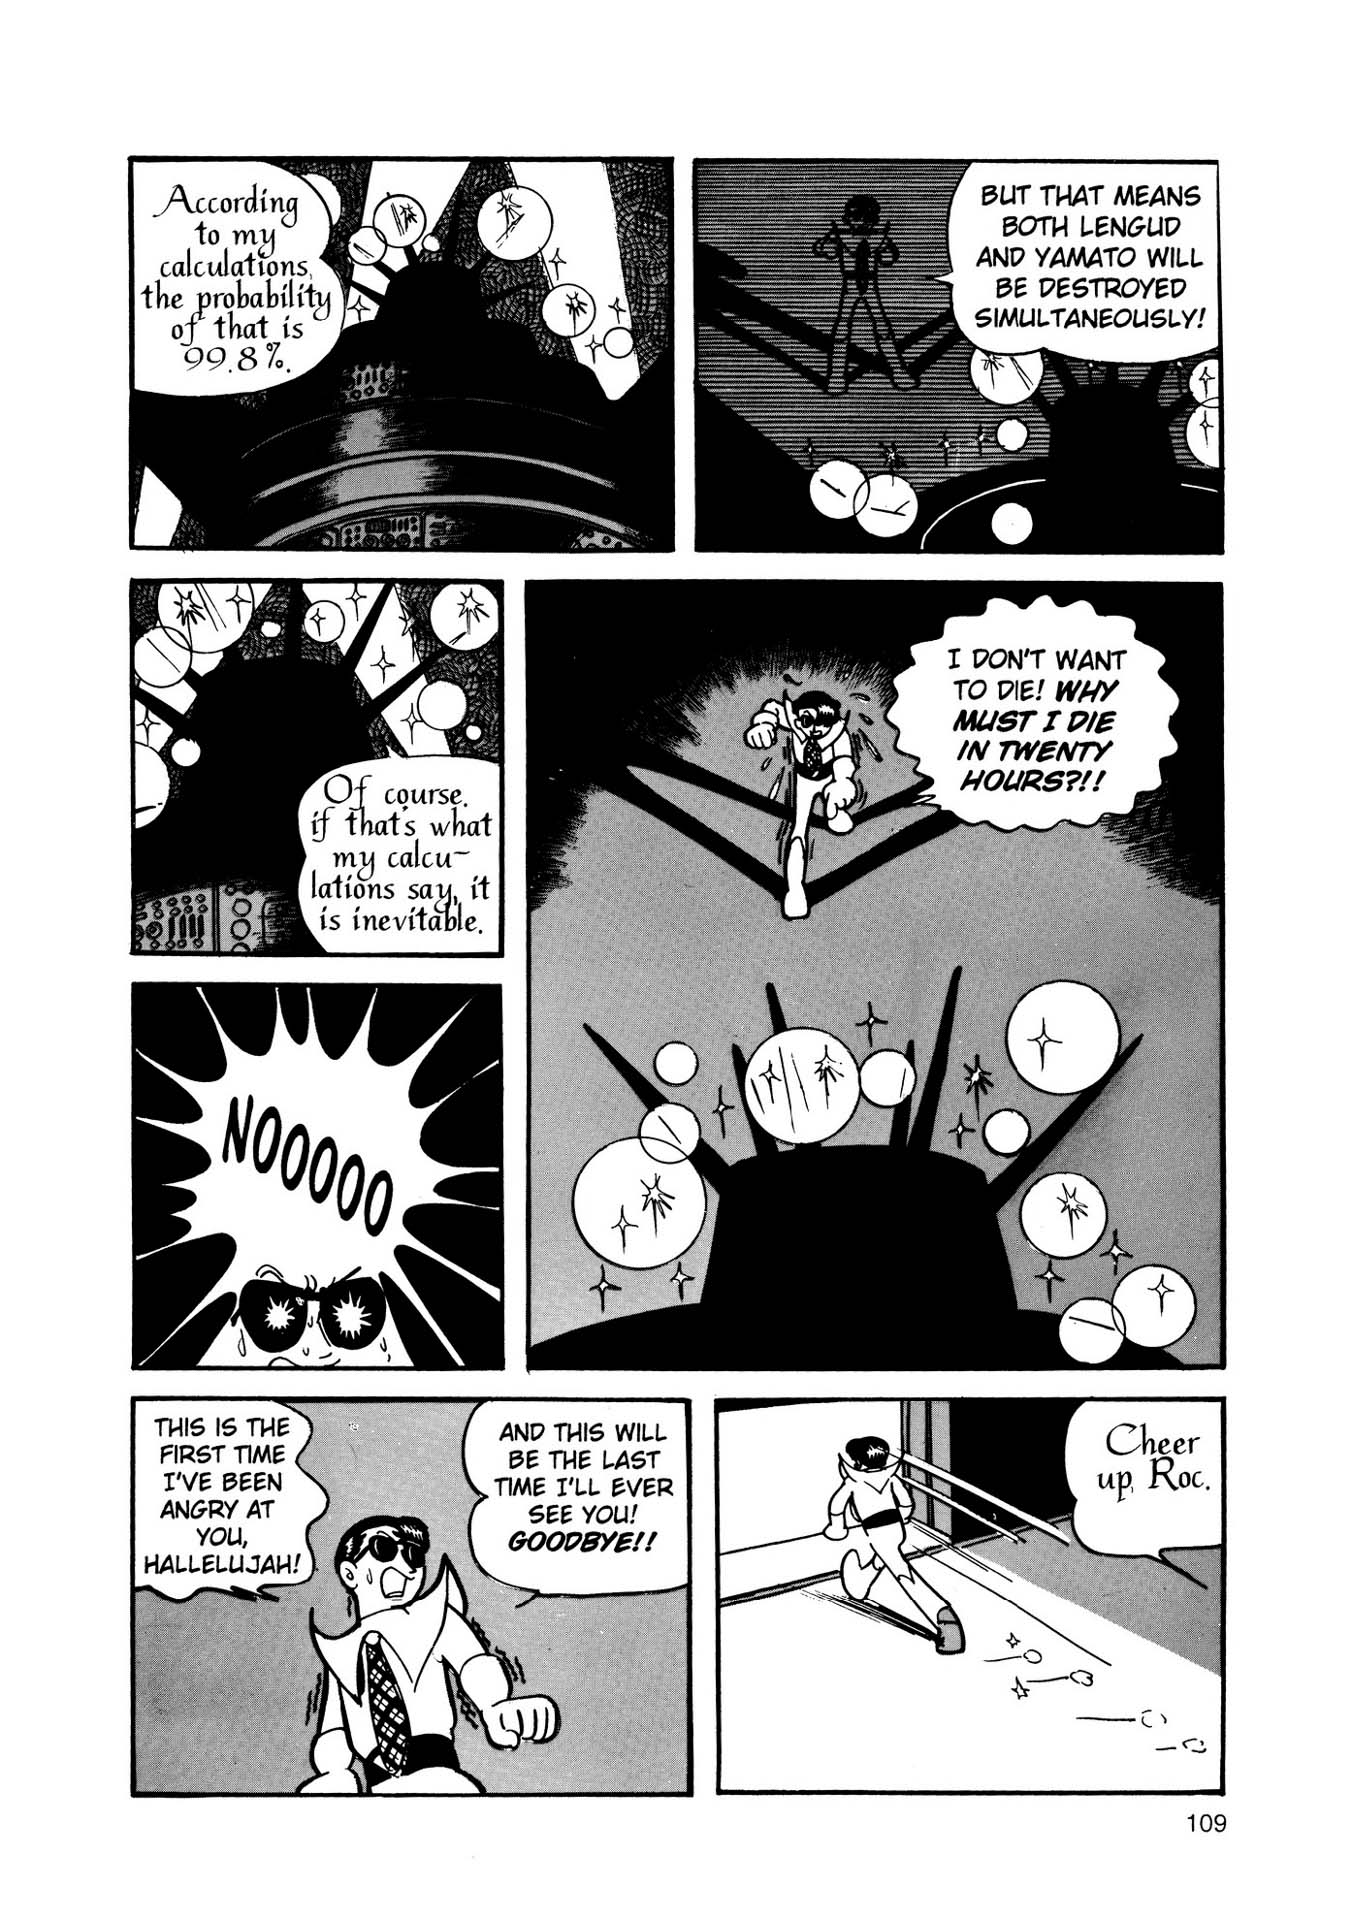 According
to my
calculations,
the probability
of that is
99.8%.
BUT THAT MEANS
BOTH LENGUD
AND YAMATO WILL
BE DESTROYED
SIMULTANEOUSLY!
Of course,
if that's what
my calcu-
lations say, it
is inevitable.
I DON'T WANT
TO DIE! WHY
MUST I DIE
IN TWENTY
HOURS?!!
NOOOOO
THIS IS THE
FIRST TIME
I'VE BEEN
ANGRY AT
YOU,
HALLELUJAH!
AND THIS WILL
BE THE LAST
TIME I'LL EVER
SEE YOU!
GOODBYE!!
Cheer
up, Roc.
109